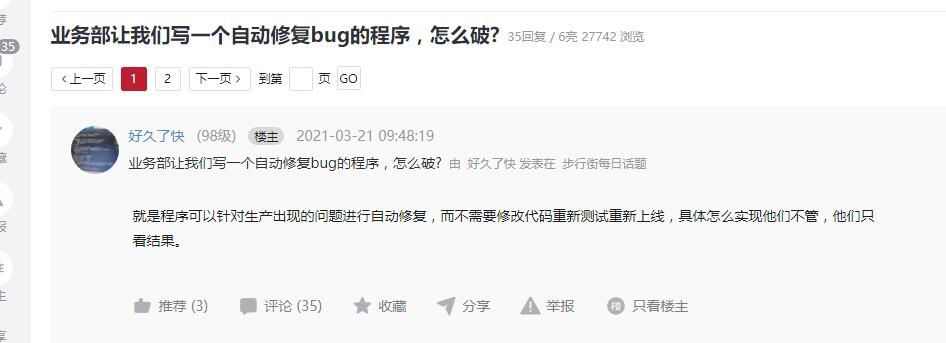 业务部让我们写一个自动修复bug的程序，怎么破? 35回复 / 6亮 27742 浏览
荐
35
‹ 上一页 1 2 下一页 › 到第 页 GO
论
好久了快 (98级) 楼主 2021-03-21 09:48:19
藏
业务部让我们写一个自动修复bug的程序，怎么破? 由 好久了快 发表在 步行街每日话题
就是程序可以针对生产出现的问题进行自动修复，而不需要修改代码重新测试重新上线，具体怎么实现他们不管，他们只
看结果。
主
推荐 (3) 评论 (35) 收藏 分享 举报 只看楼主
享